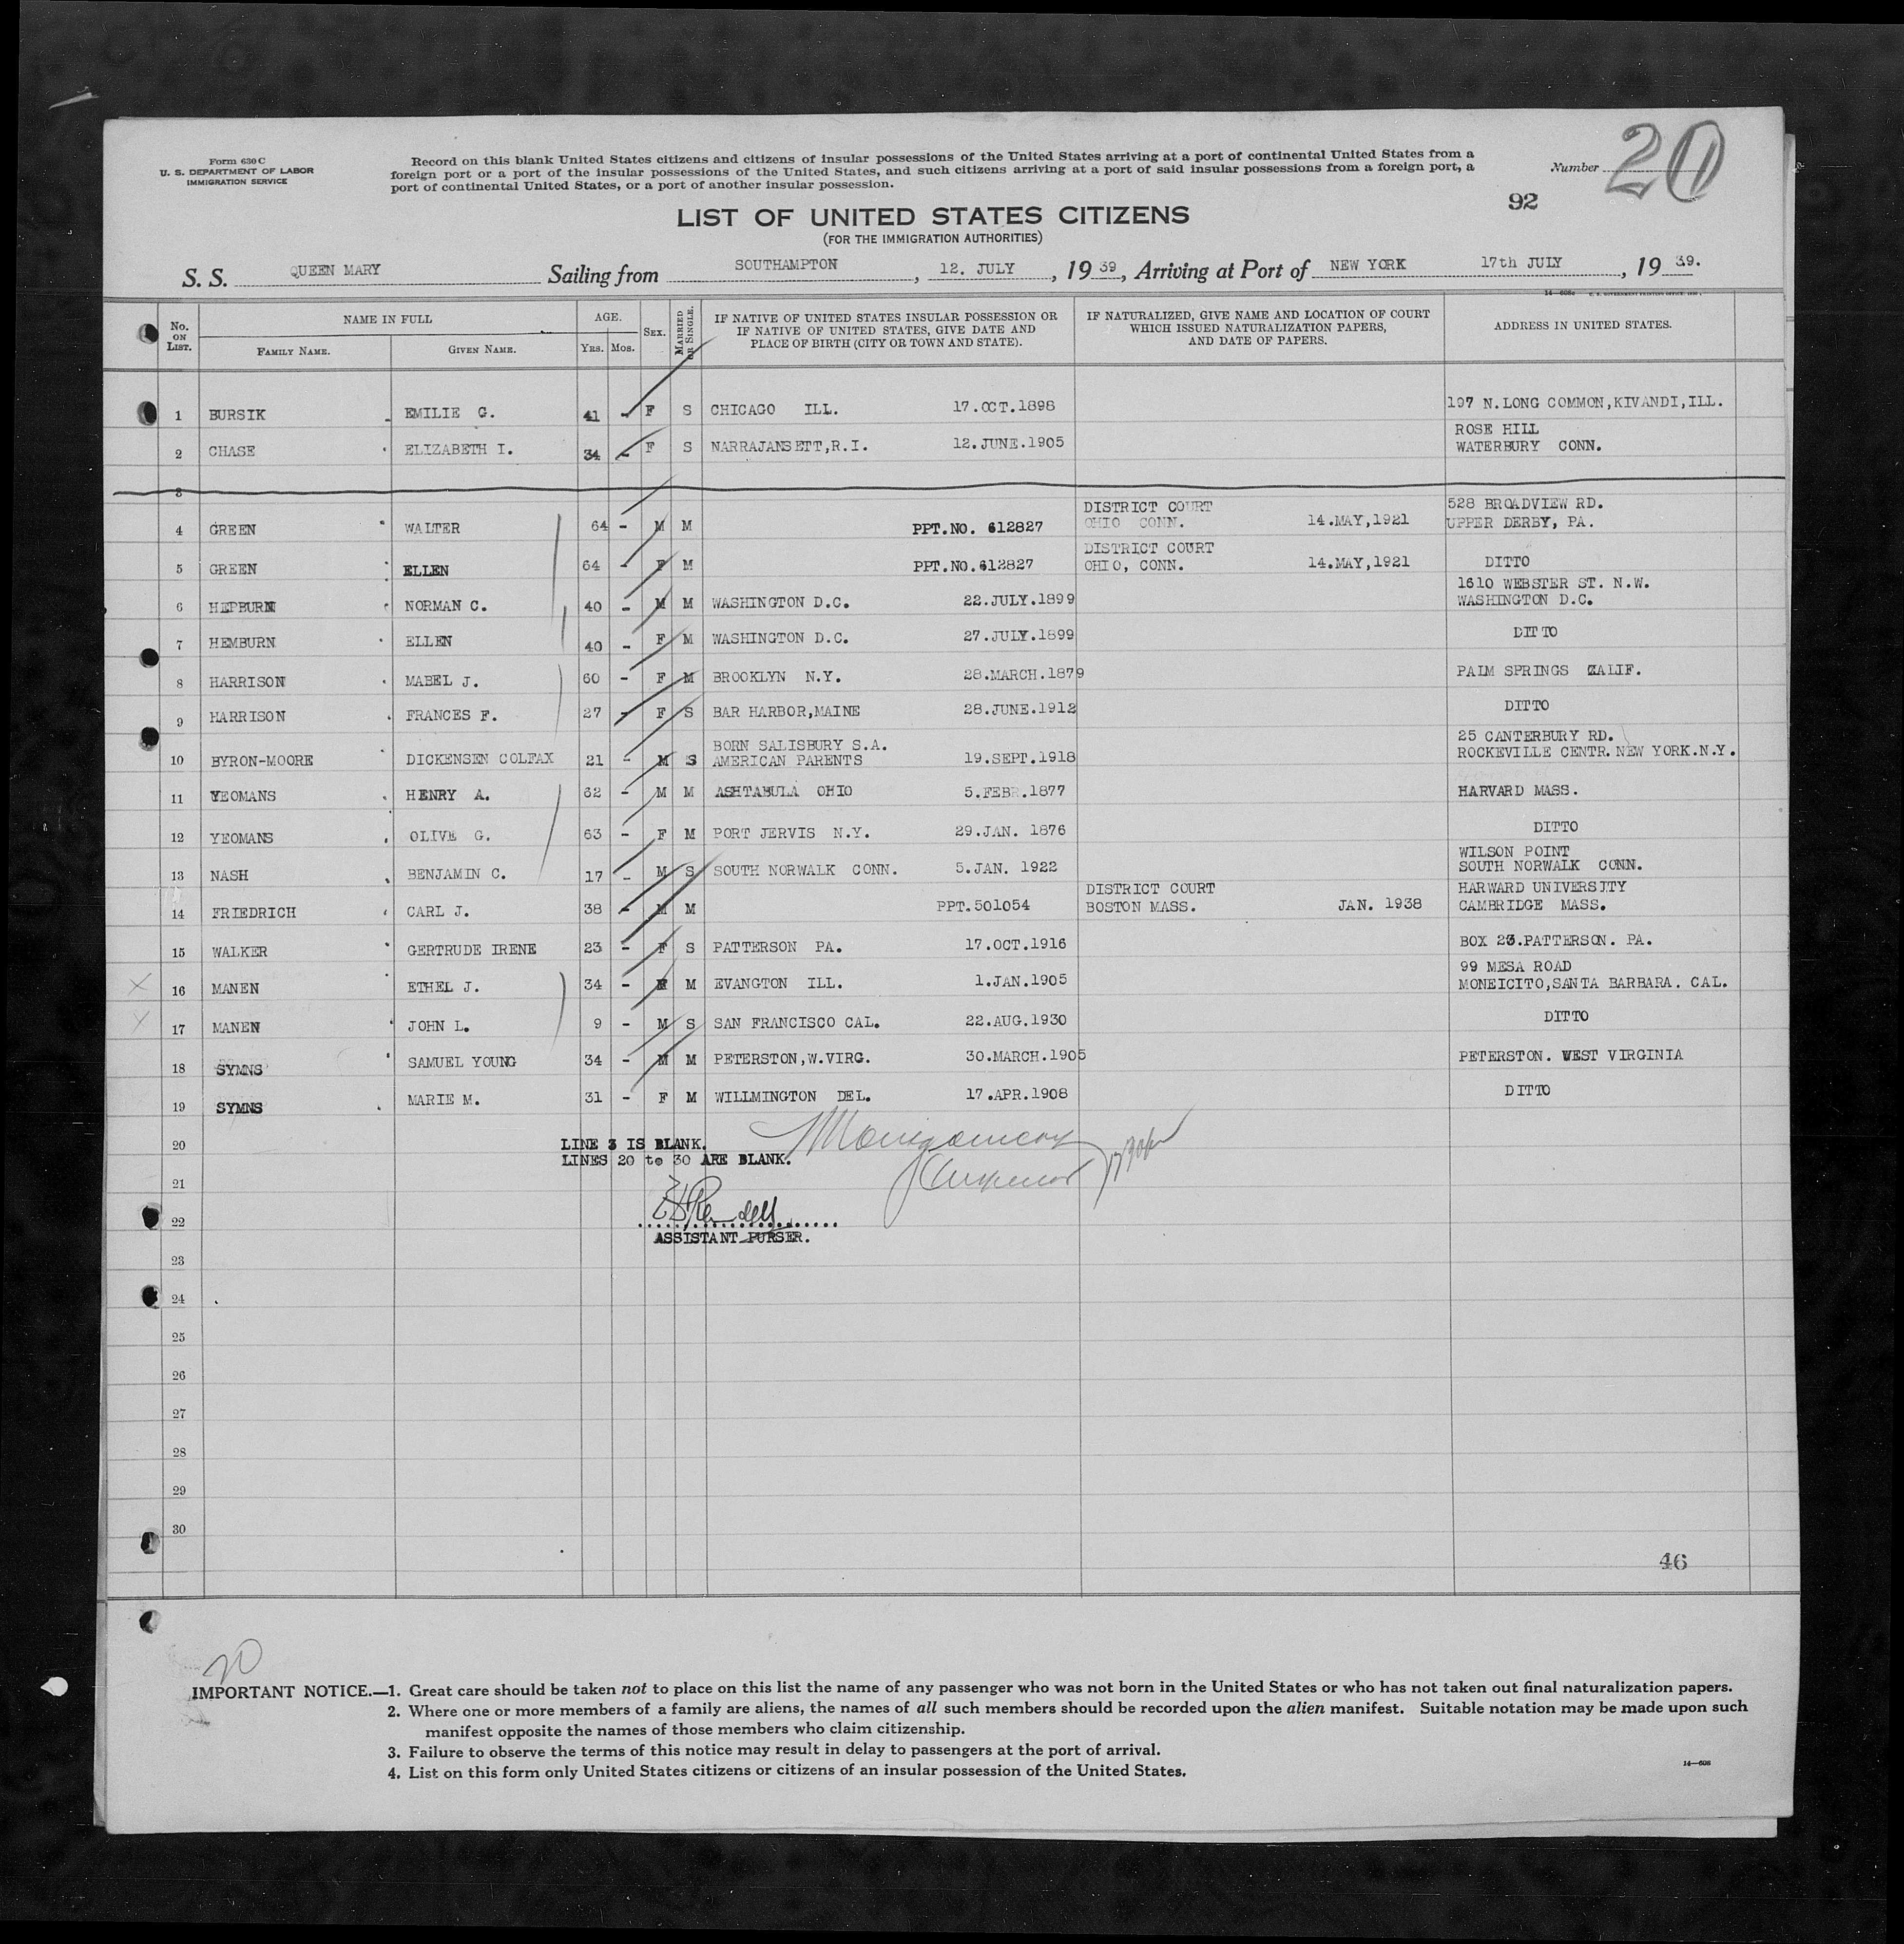 Form 630 C
U. S. DEPARTMENT OF LABOR
IMMIGRATION SERVICE
Record on this blank United States citizens and citizens of insular possessions of the United States arriving at a port of continental United States from a
foreign port or a port of the insular possessions of the United States, and such citizens arriving at a port of said insular possessions from a foreign port, a
port of continental United States, or a port of another insular possession.
Number 20
92
LIST OF UNITED STATES CITIZENS
(FOR THE IMMIGRATION AUTHORITIES)
S. S. QUEEN MARY Sailing from SOUTHAMPTON, 12. JULY, 1939, Arriving at Port of NEW YORK 17th JULY, 1939.
No. ON LIST. NAME IN FULL FAMILY NAME. GIVEN NAME. AGE. YRS. MOS. SEX. MARRIED OR SINGLE. IF NATIVE OF UNITED STATES INSULAR POSSESSION OR IF NATIVE OF UNITED STATES, GIVE DATE AND PLACE OF BIRTH (CITY OR TOWN AND STATE). IF NATURALIZED, GIVE NAME AND LOCATION OF COURT WHICH ISSUED NATURALIZATION PAPERS, AND DATE OF PAPERS. ADDRESS IN UNITED STATES.
1 BURSIK EMILIE G. 41 - F S CHICAGO ILL. 17.OCT.1898 197 N.LONG COMMON,KIVANDI,ILL.
2 CHASE ELIZABETH I. 34 - F S NARRAJANSETT,R.I. 12.JUNE.1905 ROSE HILL WATERBURY CONN.
3
4 GREEN WALTER 64 - M M PPT.NO. 612827 DISTRICT COURT OHIO CONN. 14.MAY,1921 528 BROADVIEW RD. UPPER DERBY, PA.
5 GREEN ELLEN 64 - F M PPT.NO.612827 DISTRICT COURT OHIO, CONN. 14.MAY,1921 DITTO
6 HEPBURN NORMAN C. 40 - M M WASHINGTON D.C. 22.JULY.1899 1610 WEBSTER ST. N.W. WASHINGTON D.C.
7 HEMBURN ELLEN 40 - F M WASHINGTON D.C. 27.JULY.1899 DITTO
8 HARRISON MABEL J. 60 - F M BROOKLYN N.Y. 28.MARCH.1879 PALM SPRINGS CALIF.
9 HARRISON FRANCES F. 27 - F S BAR HARBOR,MAINE 28.JUNE.1912 DITTO
10 BYRON-MOORE DICKENSEN COLFAX 21 - M S BORN SALISBURY S.A. AMERICAN PARENTS 19.SEPT.1918 25 CANTERBURY RD. ROCKEVILLE CENTR.NEW YORK.N.Y.
11 YEOMANS HENRY A. 62 - M M ASHTABULA OHIO 5.FEBR.1877 HARVARD MASS.
12 YEOMANS OLIVE G. 63 - F M PORT JERVIS N.Y. 29.JAN. 1876 DITTO
13 NASH BENJAMIN C. 17 - M S SOUTH NORWALK CONN. 5.JAN. 1922 WILSON POINT SOUTH NORWALK CONN.
14 FRIEDRICH CARL J. 38 - M M PPT.501054 DISTRICT COURT BOSTON MASS. JAN. 1938 HARWARD UNIVERSITY CAMBRIDGE MASS.
15 WALKER GERTRUDE IRENE 23 - F S PATTERSON PA. 17.OCT.1916 BOX 23.PATTERSON. PA.
16 MANEN ETHEL J. 34 - F M EVANGTON ILL. 1.JAN.1905 99 MESA ROAD MONEICITO,SANTA BARBARA. CAL.
17 MANEN JOHN L. 9 - M S SAN FRANCISCO CAL. 22.AUG.1930 DITTO
18 SYMNS SAMUEL YOUNG 34 - M M PETERSTON,W.VIRG. 30.MARCH.1905 PETERSTON. WEST VIRGINIA
19 SYMNS MARIE M. 31 - F M WILLMINGTON DEL. 17.APR.1908 DITTO
20 LINE 3 IS BLANK.
LINES 20 to 30 ARE BLANK.
Montgomery
21
22
ASSISTANT PURSER.
23
24
25
26
27
28
29
30
46
20
IMPORTANT NOTICE.—1. Great care should be taken not to place on this list the name of any passenger who was not born in the United States or who has not taken out final naturalization papers.
2. Where one or more members of a family are aliens, the names of all such members should be recorded upon the alien manifest. Suitable notation may be made upon such
manifest opposite the names of those members who claim citizenship.
3. Failure to observe the terms of this notice may result in delay to passengers at the port of arrival.
4. List on this form only United States citizens or citizens of an insular possession of the United States.
14—608